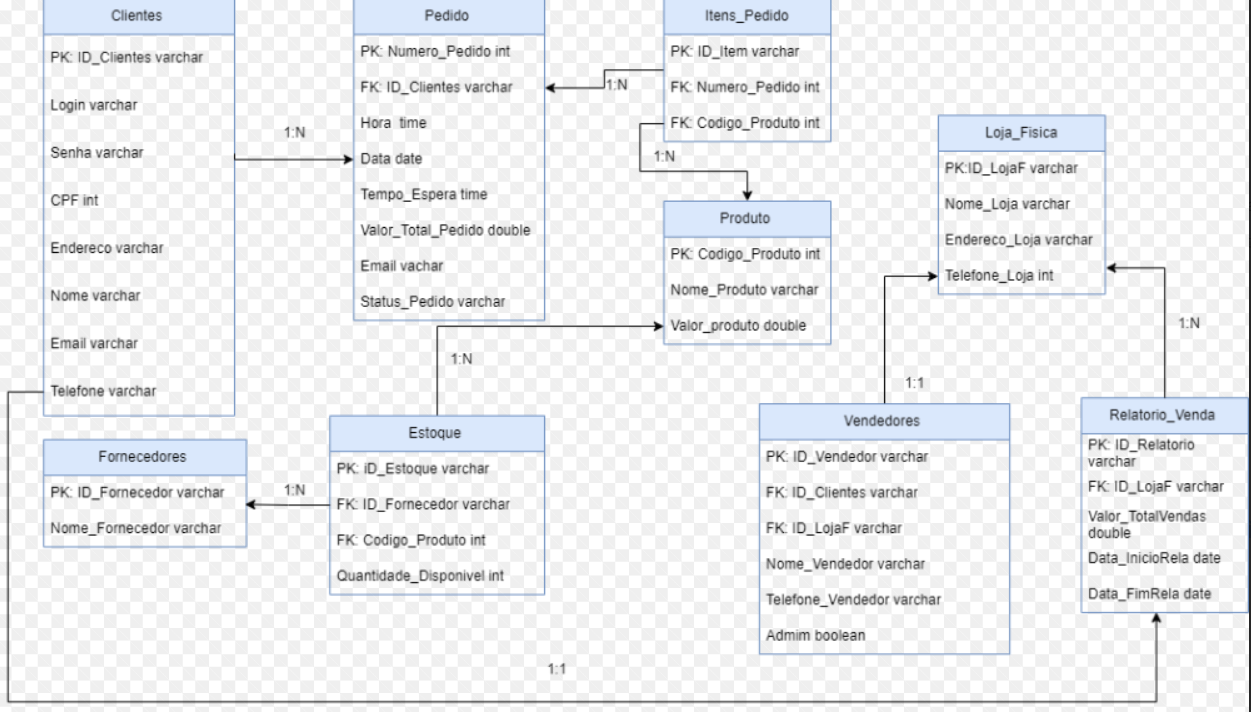 Clientes
PK: ID_Clientes varchar
Login varchar
Senha varchar
CPF int
Endereco varchar
Nome varchar
Email varchar
Telefone varchar
1:N
Pedido
PK: Numero_Pedido int
FK: ID_Clientes varchar
Hora time
Data date
Tempo_Espera time
Valor_Total_Pedido double
Email vachar
Status_Pedido varchar
1:N
Itens_Pedido
PK: ID_Item varchar
FK: Numero_Pedido int
FK: Codigo_Produto int
1:N
Produto
PK: Codigo_Produto int
Nome_Produto varchar
Valor_produto double
Loja_Fisica
PK:ID_LojaF varchar
Nome_Loja varchar
Endereco_Loja varchar
Telefone_Loja int
1:N
1:N
1:1
Fornecedores
PK: ID_Fornecedor varchar
Nome_Fornecedor varchar
1:N
Estoque
PK: iD_Estoque varchar
FK: ID_Fornecedor varchar
FK: Codigo_Produto int
Quantidade_Disponivel int
Vendedores
PK: ID_Vendedor varchar
FK: ID_Clientes varchar
FK: ID_LojaF varchar
Nome_Vendedor varchar
Telefone_Vendedor varchar
Admim boolean
Relatorio_Venda
PK: ID_Relatorio
varchar
FK: ID_LojaF varchar
Valor_TotalVendas
double
Data_InicioRela date
Data_FimRela date
1:1